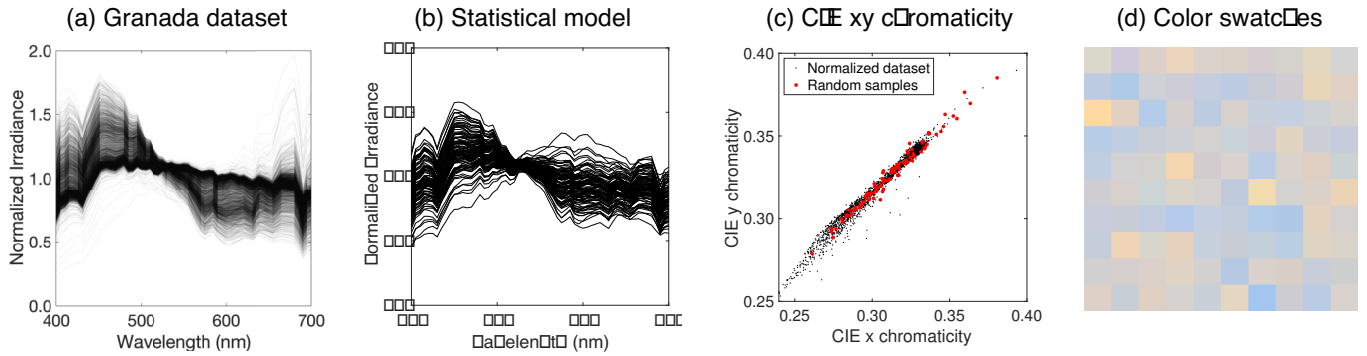 (a) Granada dataset
Normalized Irradiance
2.0
1.5
1.0
0.5
0.0
400
500
600
700
Wavelength (nm)
(b) Statistical model
(nm)
(c) xy
CIE y chromaticity
0.40
0.35
0.30
0.25
Normalized dataset
Random samples
0.25
0.30
0.35
0.40
CIE x chromaticity
(d) Color